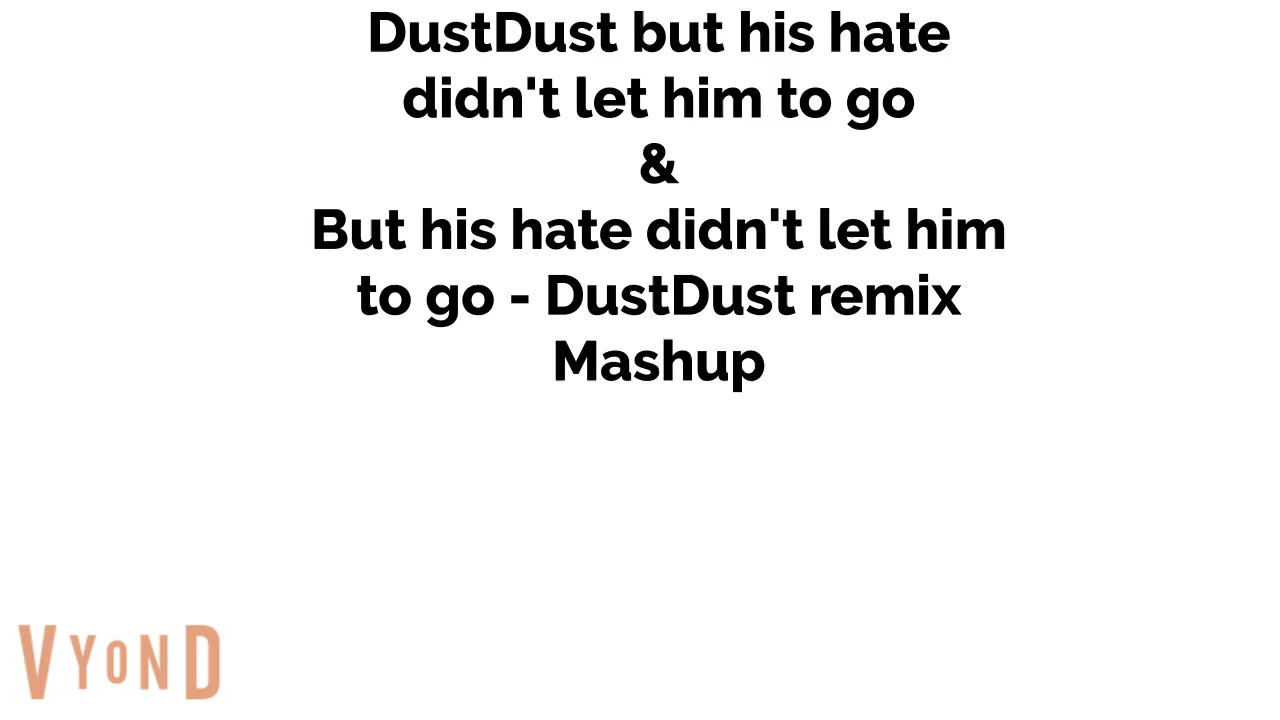 DustDust but his hate
didn't let him to go
&
But his hate didn't let him
to go - DustDust remix
Mashup
VYOND